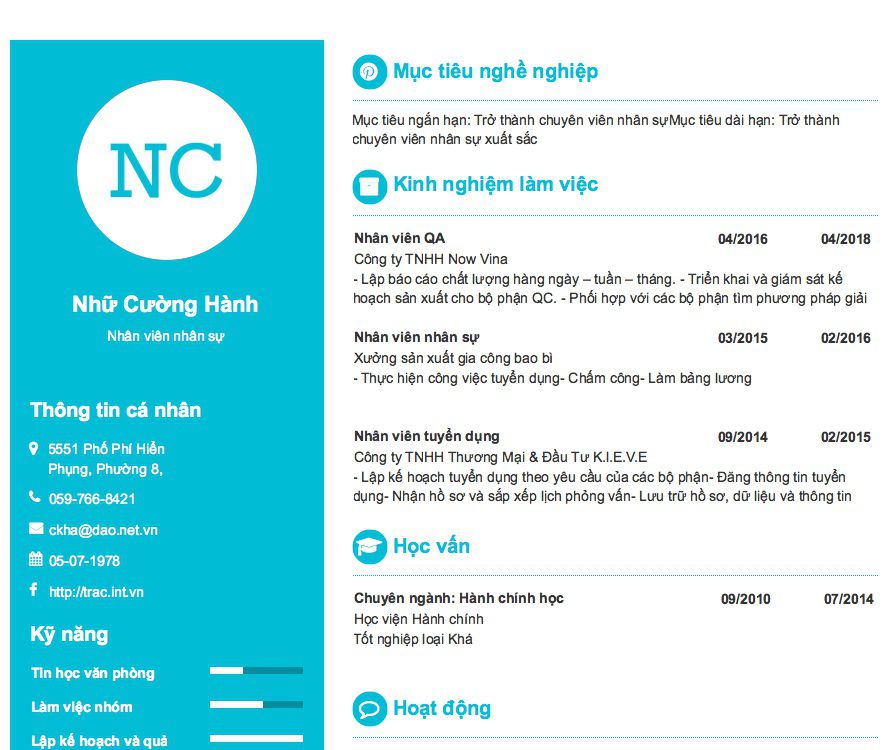 NC
Nhữ Cường Hành
Nhân viên nhân sự
Thông tin cá nhân
5551 Phố Phí Hiển
Phụng, Phường 8,
059-766-8421
ckha@dao.net.vn
05-07-1978
http://trac.int.vn
Kỹ năng
Tin học văn phòng
Làm việc nhóm
Lập kế hoạch và quả
Mục tiêu nghề nghiệp
Mục tiêu ngắn hạn: Trở thành chuyên viên nhân sựMục tiêu dài hạn: Trở thành
chuyên viên nhân sự xuất sắc
Kinh nghiệm làm việc
Nhân viên QA 04/2016 04/2018
Công ty TNHH Now Vina
- Lập báo cáo chất lượng hàng ngày – tuần – tháng. - Triển khai và giám sát kế
hoạch sản xuất cho bộ phận QC. - Phối hợp với các bộ phận tìm phương pháp giải
Nhân viên nhân sự 03/2015 02/2016
Xưởng sản xuất gia công bao bì
- Thực hiện công việc tuyển dụng- Chấm công- Làm bảng lương
Nhân viên tuyển dụng 09/2014 02/2015
Công ty TNHH Thương Mại & Đầu Tư K.I.E.V.E
- Lập kế hoạch tuyển dụng theo yêu cầu của các bộ phận- Đăng thông tin tuyển
dụng- Nhận hồ sơ và sắp xếp lịch phỏng vấn- Lưu trữ hồ sơ, dữ liệu và thông tin
Học vấn
Chuyên ngành: Hành chính học 09/2010 07/2014
Học viện Hành chính
Tốt nghiệp loại Khá
Hoạt động